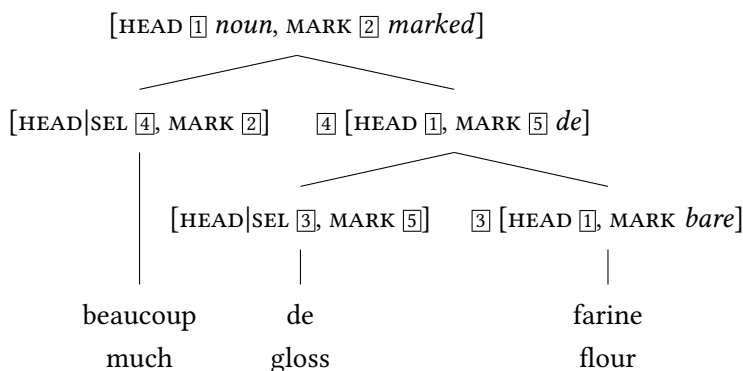 [HEAD 1 noun, MARK 2 marked]
[HEAD|SEL 4, MARK 2] 4 [HEAD 1, MARK 5 de]
[HEAD|SEL 3, MARK 5] 3 [HEAD 1, MARK bare]
beaucoup de farine
much gloss flour